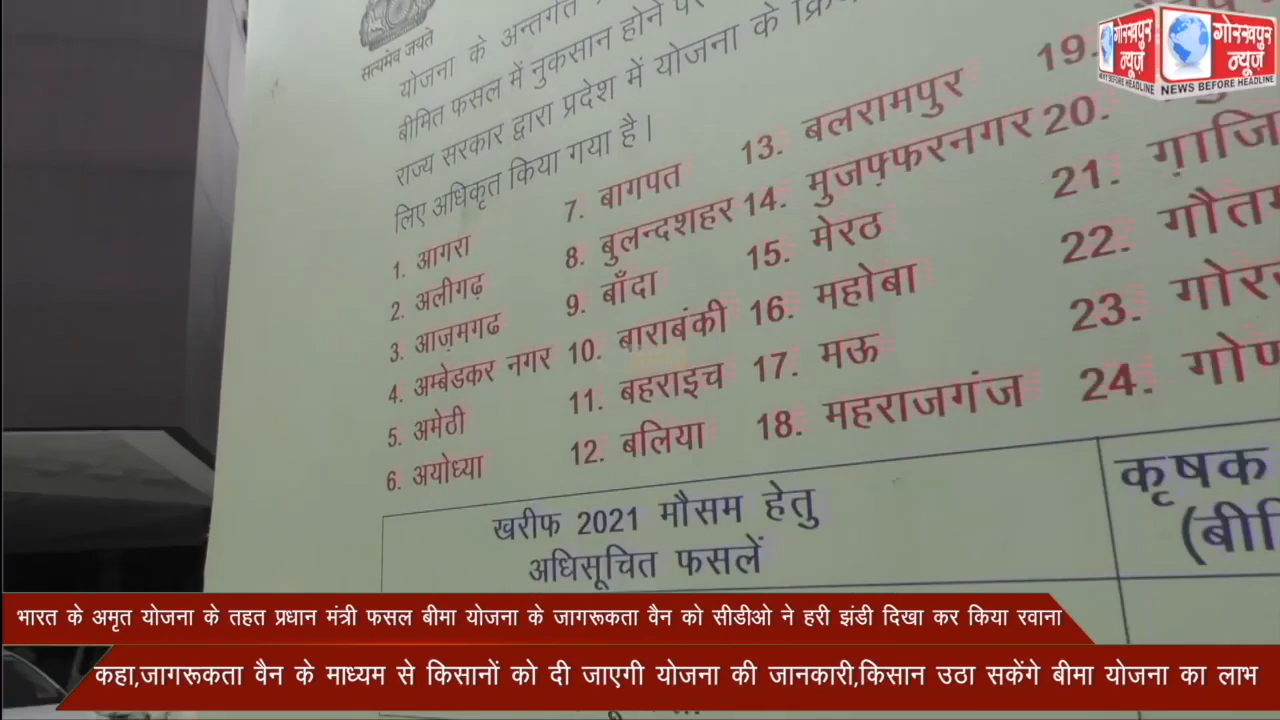 सत्यमेव जयते
योजना के अन्तर्गत
बीमित फसल में नुकसान होने पर
राज्य सरकार द्वारा प्रदेश में योजना के
लिए अधिकृत किया गया है।
1. आगरा
2. अलीगढ़
3. आज़मगढ
4. अम्बेडकर नगर
5. अमेठी
6. अयोध्या
7. बागपत
8. बुलन्दशहर
9. बाँदा
10. बाराबंकी
11. बहराइच
12. बलिया
13. बलरामपुर
14. मुजफ़्फरनगर
15. मेरठ
16. महोबा
17. मऊ
18. महराजगंज
19.
20.
21.
22.
23.
24.
खरीफ 2021 मौसम हेतु
अधिसूचित फसलें
कृषक
गोरखपुर
न्यूज़
NEWS BEFORE HEADLINE
गोरखपुर
न्यूज़
NEWS BEFORE HEADLINE
भारत के अमृत योजना के तहत प्रधान मंत्री फसल बीमा योजना के जागरूकता वैन को सीडीओ ने हरी झंडी दिखा कर किया रवाना
कहा,जागरूकता वैन के माध्यम से किसानों को दी जाएगी योजना की जानकारी,किसान उठा सकेंगे बीमा योजना का लाभ